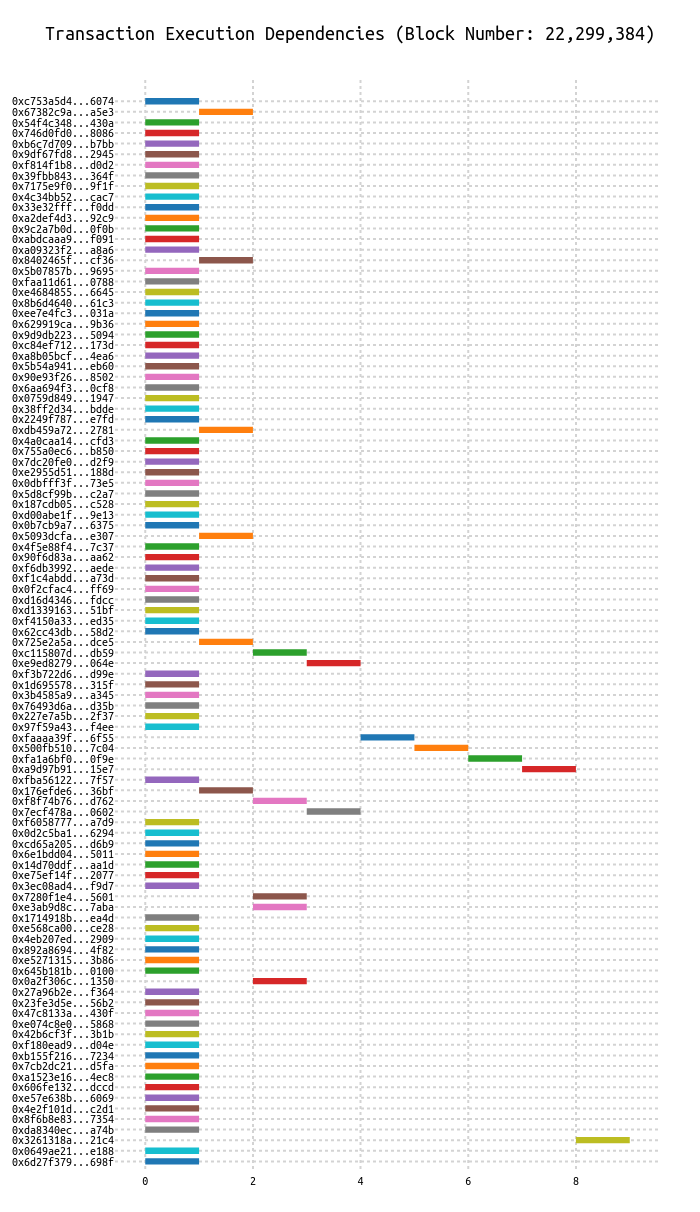 Transaction Execution Dependencies (Block Number: 22,299,384)
0xc753a5d4...6074
0x67382c9a...a5e3
0x54f4c348...430a
0x746d0fd0...8086
0xb6c7d709...b7bb
0x9df67fd8...2945
0xf814f1b8...d0d2
0x39fbb843...364f
0x7175e9f0...9f1f
0x4c34bb52...cac7
0x33e32fff...f0dd
0xa2def4d3...92c9
0x9c2a7b0d...0f0b
0xabdcaaa9...f091
0xa09323f2...a8a6
0x8402465f...cf36
0x5b07857b...9695
0xfaa11d61...0788
0xe4684855...6645
0x8b6d4640...61c3
0xee7e4fc3...031a
0x629919ca...9b36
0x9d9db223...5094
0xc84ef712...173d
0xa8b05bcf...4ea6
0x5b54a941...eb60
0x90e93f26...8502
0x6aa694f3...0cf8
0x0759d849...1947
0x38ff2d34...bdde
0x2249f787...e7fd
0xdb459a72...2781
0x4a0caa14...cfd3
0x755a0ec6...b850
0x7dc20fe0...d2f9
0xe2955d51...188d
0x0dbfff3f...73e5
0x5d8cf99b...c2a7
0x187cdb05...c528
0xd00abe1f...9e13
0x0b7cb9a7...6375
0x5093dcfa...e307
0x4f5e88f4...7c37
0x90f6d83a...aa62
0xf6db3992...aede
0xf1c4abdd...a73d
0x0f2cfac4...ff69
0xd16d4346...fdcc
0xd1339163...51bf
0xf4150a33...ed35
0x62cc43db...58d2
0x725e2a5a...dce5
0xc115807d...db59
0xe9ed8279...064e
0xf3b722d6...d99e
0x1d695578...315f
0x3b4585a9...a345
0x76493d6a...d35b
0x227e7a5b...2f37
0x97f59a43...f4ee
0xfaaaa39f...6f55
0x500fb510...7c04
0xfa1a6bf0...0f9e
0xa9d97b91...15e7
0xfba56122...7f57
0x176efde6...36bf
0xf8f74b76...d762
0x7ecf478a...0602
0xf6058777...a7d9
0x0d2c5ba1...6294
0xcd65a205...d6b9
0x6e1bdd04...5011
0x14d70ddf...aa1d
0xe75ef14f...2077
0x3ec08ad4...f9d7
0x7280f1e4...5601
0xe3ab9d8c...7aba
0x1714918b...ea4d
0xe568ca00...ce28
0x4eb207ed...2909
0x892a8694...4f82
0xe5271315...3b86
0x645b181b...0100
0x0a2f306c...1350
0x27a96b2e...f364
0x23fe3d5e...56b2
0x47c8133a...430f
0xe074c8e0...5868
0x42b6cf3f...3b1b
0xf180ead9...d04e
0xb155f216...7234
0x7cb2dc21...d5fa
0xa1523e16...4ec8
0x606fe132...dccd
0xe57e638b...6069
0x4e2f101d...c2d1
0x8f6b8e83...7354
0xda8340ec...a74b
0x3261318a...21c4
0x0649ae21...e188
0x6d27f379...698f
0 2 4 6 8